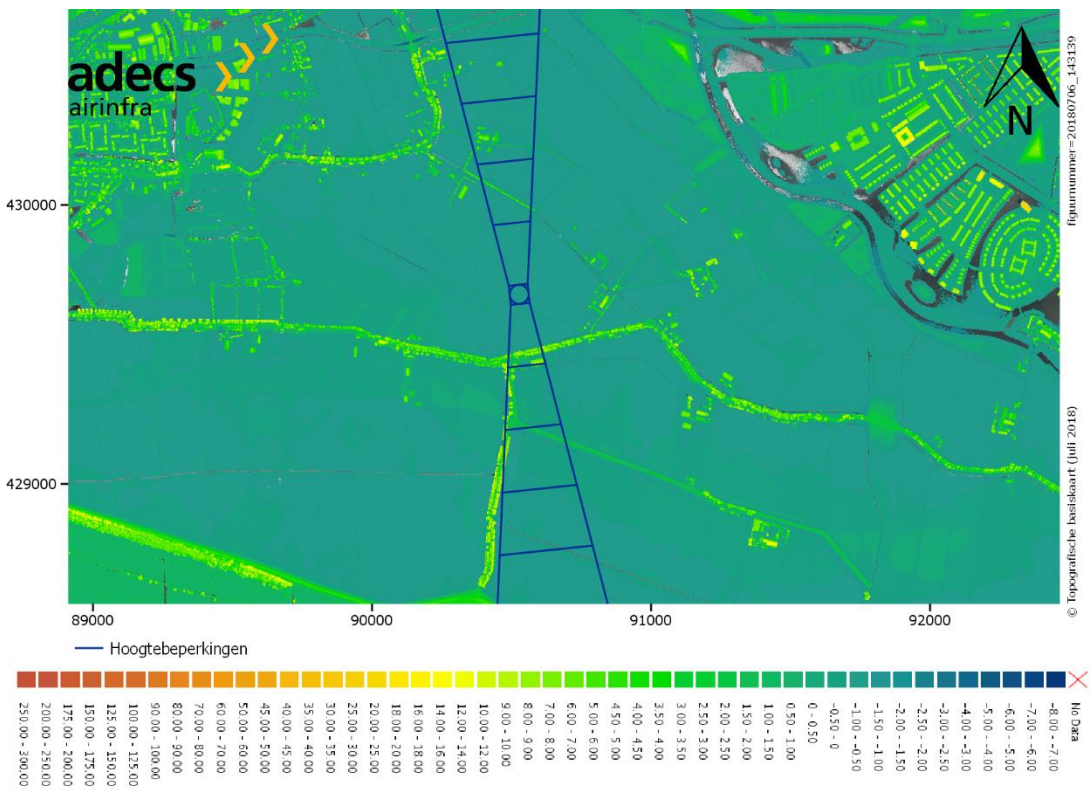 adecs
airinfra
N
figuurnummer=20180706_143139
430000
429000
© Topografische basiskaart (juli 2018)
89000
90000
91000
92000
Hoogtebeperkingen
250.00 - 300.00
200.00 - 250.00
175.00 - 200.00
150.00 - 175.00
125.00 - 150.00
100.00 - 125.00
90.00 - 100.00
80.00 - 90.00
70.00 - 80.00
60.00 - 70.00
50.00 - 60.00
45.00 - 50.00
40.00 - 45.00
35.00 - 40.00
30.00 - 35.00
25.00 - 30.00
20.00 - 25.00
18.00 - 20.00
16.00 - 18.00
14.00 - 16.00
12.00 - 14.00
10.00 - 12.00
9.00 - 10.00
8.00 - 9.00
7.00 - 8.00
6.00 - 7.00
5.00 - 6.00
4.50 - 5.00
4.00 - 4.50
3.50 - 4.00
3.00 - 3.50
2.50 - 3.00
2.00 - 2.50
1.50 - 2.00
1.00 - 1.50
0.50 - 1.00
0 - 0.50
-0.50 - 0
-1.00 - -0.50
-1.50 - -1.00
-2.00 - -1.50
-2.50 - -2.00
-3.00 - -2.50
-4.00 - -3.00
-5.00 - -4.00
-6.00 - -5.00
-7.00 - -6.00
-8.00 - -7.00
No Data